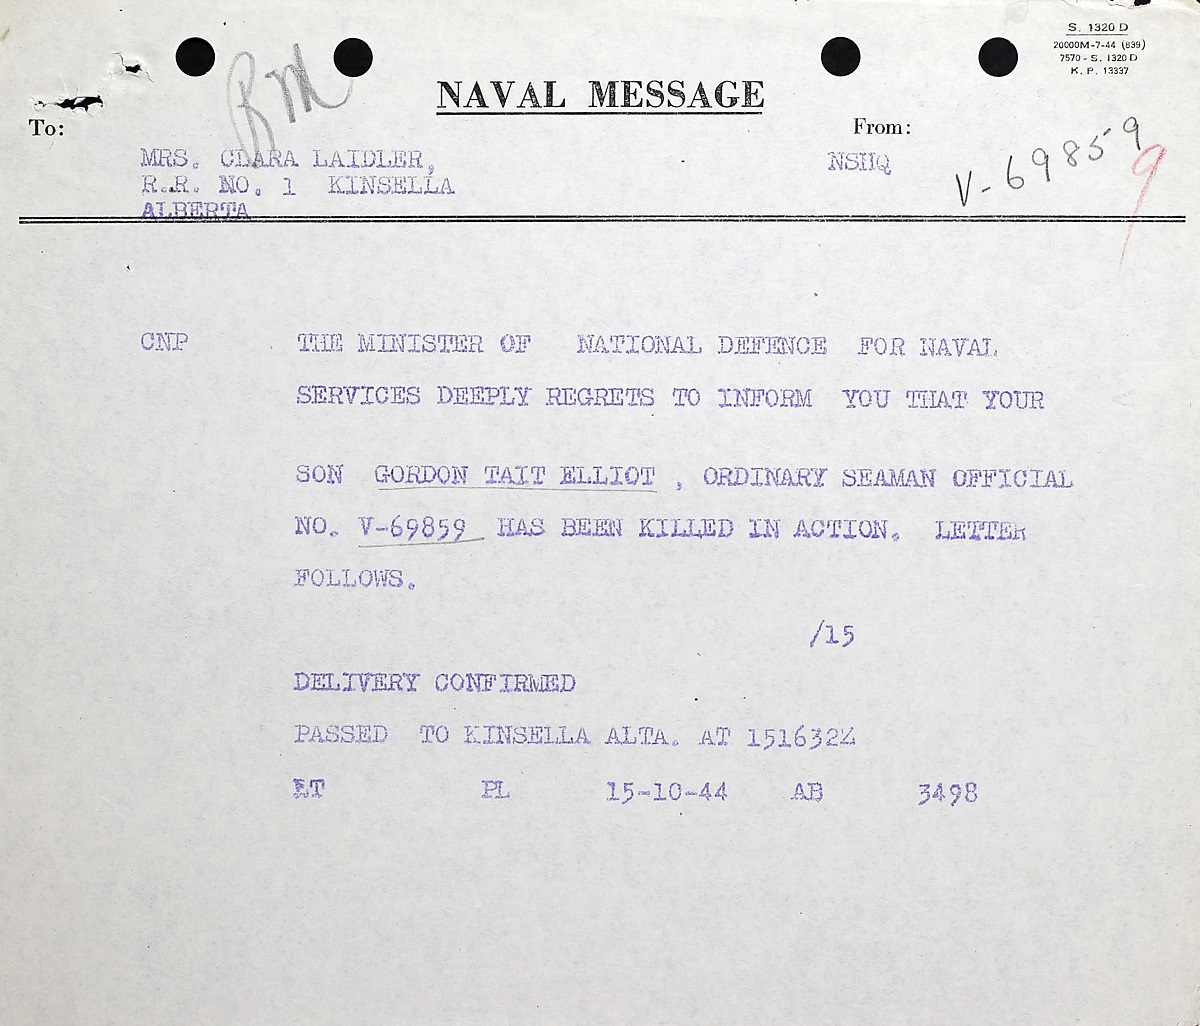 S. 1320 D
20000M-7-44 (839)
7570 - S. 1320 D
K. P. 13337
NAVAL MESSAGE
To:
From:
MRS. CLARA LAIDLER,
R.R. NO. 1 KINSELLA
ALBERTA
NSHQ
V-69859
9
CNP THE MINISTER OF NATIONAL DEFENCE FOR NAVAL
SERVICES DEEPLY REGRETS TO INFORM YOU THAT YOUR
SON GORDON TAIT ELLIOT , ORDINARY SEAMAN OFFICIAL
NO. V-69859 HAS BEEN KILLED IN ACTION. LETTER
FOLLOWS.
/15
DELIVERY CONFIRMED
PASSED TO KINSELLA ALTA. AT 151632Z
PL 15-10-44 AB 3498